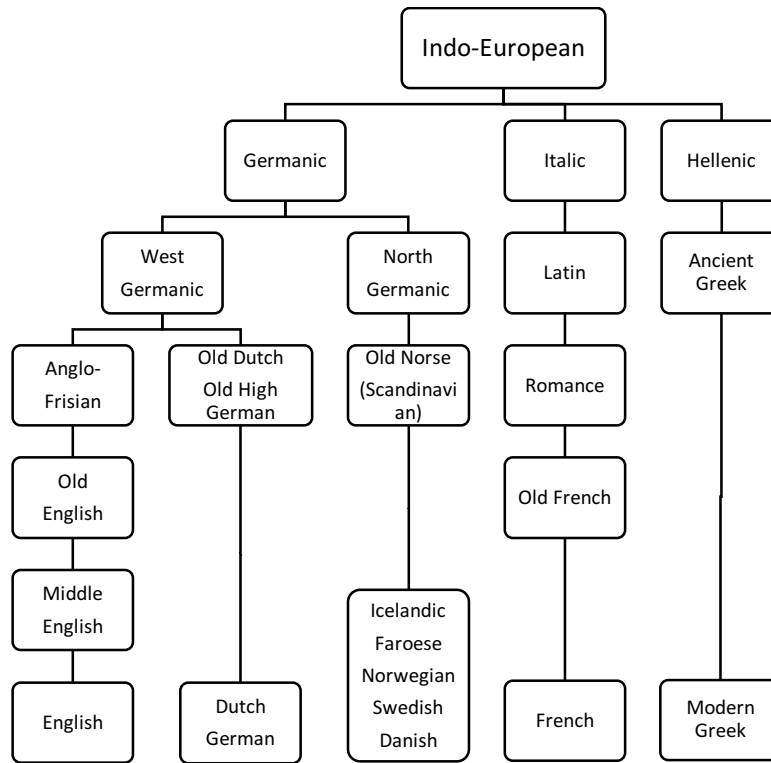 Indo-European
Germanic
Italic
Hellenic
West
Germanic
North
Germanic
Latin
Ancient
Greek
Anglo-
Frisian
Old Dutch
Old High
German
Old Norse
(Scandinavi
an)
Romance
Old
English
Old French
Middle
English
Icelandic
Faroese
Norwegian
Swedish
Danish
English
Dutch
German
French
Modern
Greek